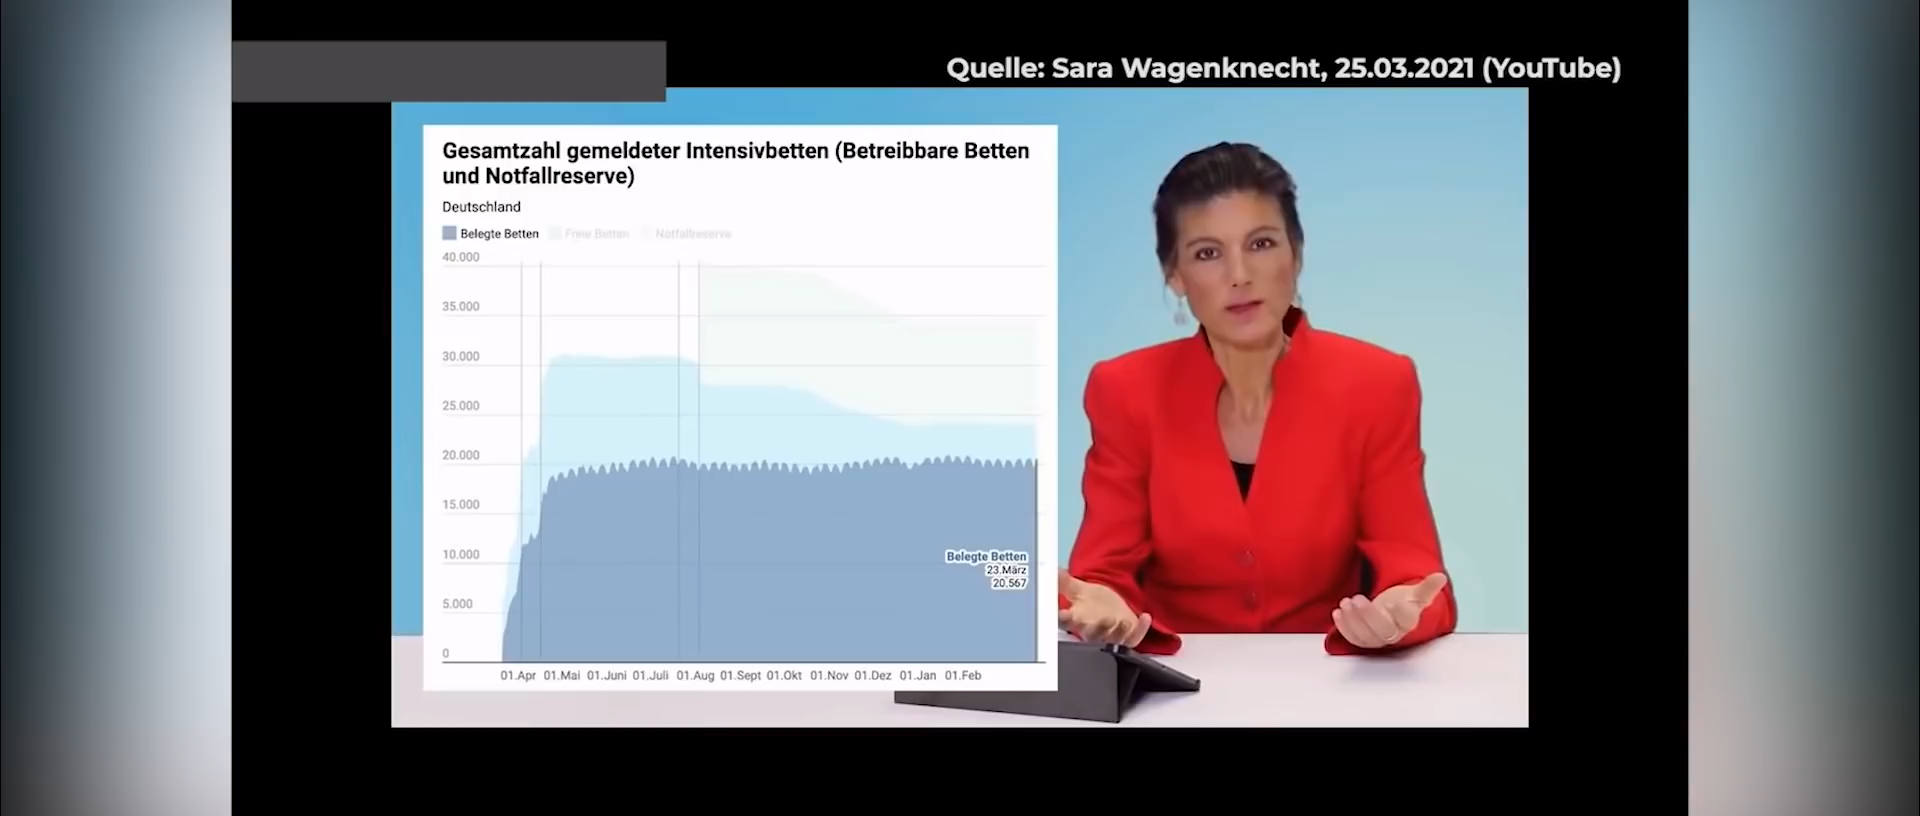 Quelle: Sara Wagenknecht, 25.03.2021 (YouTube)
Gesamtzahl gemeldeter Intensivbetten (Betreibbare Betten
und Notfallreserve)
Deutschland
Belegte Betten Freie Betten Notfallreserve
40.000
35.000
30.000
25.000
20.000
15.000
10.000
5.000
0
Belegte Betten
23.März
20.567
01.Apr 01.Mai 01.Juni 01.Juli 01.Aug 01.Sept 01.Okt 01.Nov 01.Dez 01.Jan 01.Feb